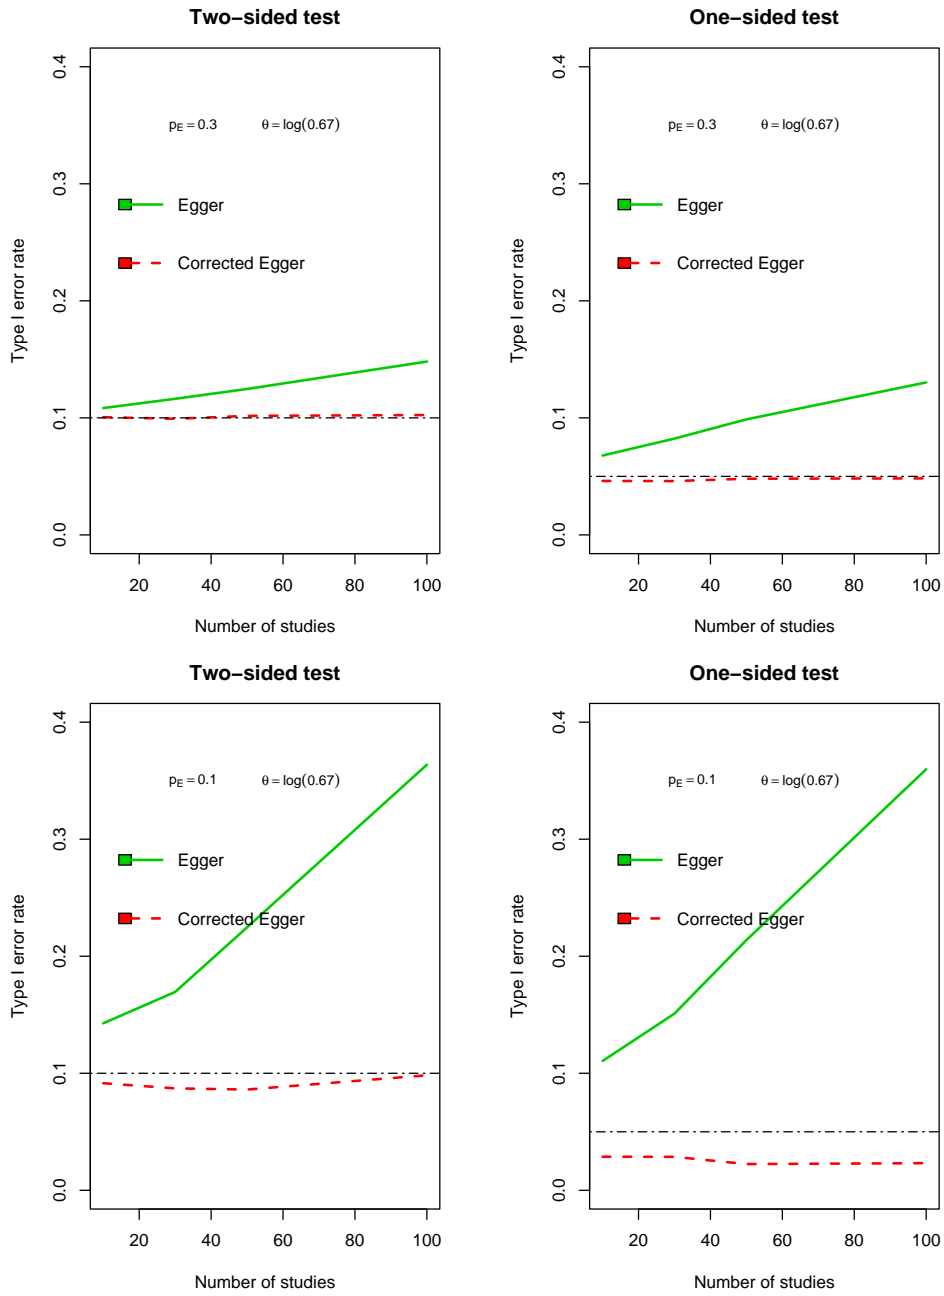 Two−sided test
0.0 0.1 0.2 0.3 0.4
Type I error rate
pE = 0.3 θ = log(0.67)
Egger
Corrected Egger
20 40 60 80 100
Number of studies
One−sided test
0.0 0.1 0.2 0.3 0.4
Type I error rate
pE = 0.3 θ = log(0.67)
Egger
Corrected Egger
20 40 60 80 100
Number of studies
Two−sided test
0.0 0.1 0.2 0.3 0.4
Type I error rate
pE = 0.1 θ = log(0.67)
Egger
Corrected Egger
20 40 60 80 100
Number of studies
One−sided test
0.0 0.1 0.2 0.3 0.4
Type I error rate
pE = 0.1 θ = log(0.67)
Egger
Corrected Egger
20 40 60 80 100
Number of studies